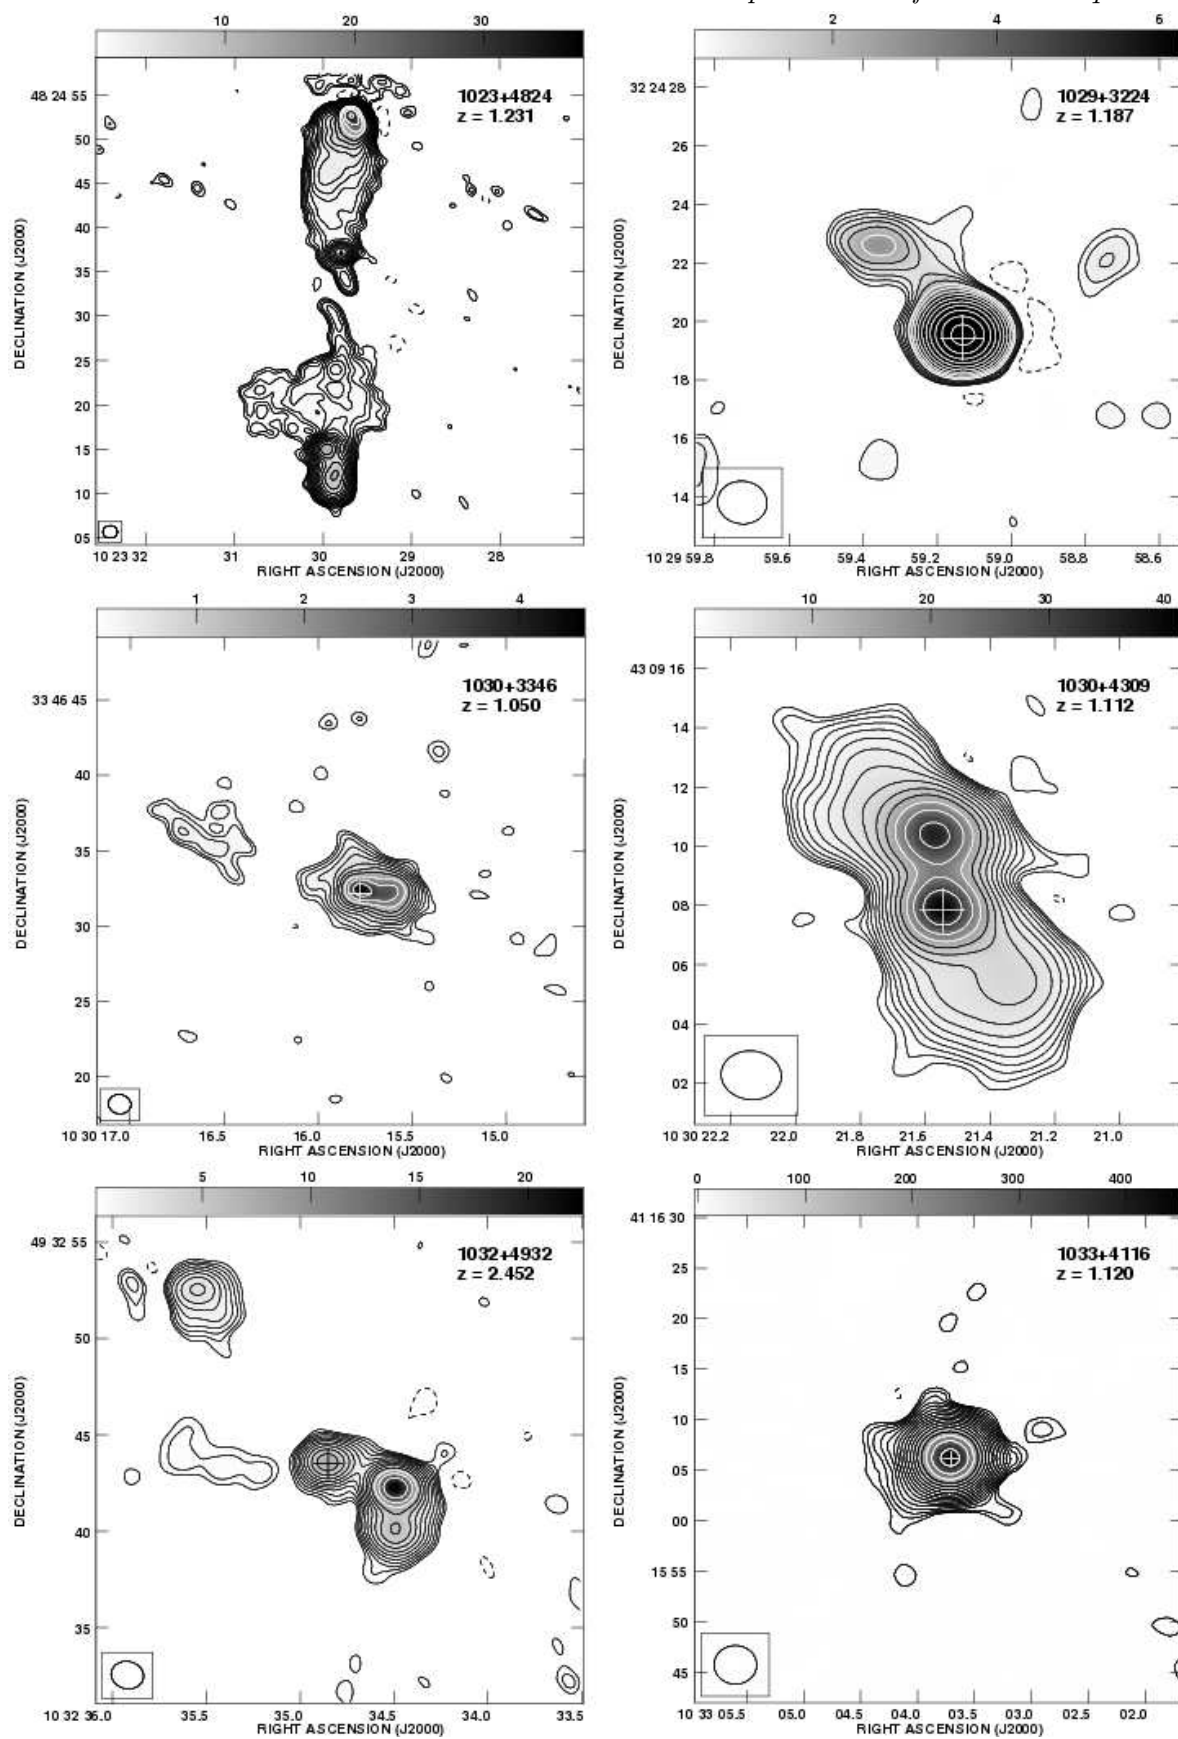 10 20 30
48 24 55
50
45
40
35
30
25
20
15
10
05
DECLINATION (J2000)
1023+4824
z = 1.231
10 23 32 31 30 29 28
RIGHT ASCENSION (J2000)
2 4 6
32 24 28
26
24
22
20
18
16
14
DECLINATION (J2000)
1029+3224
z = 1.187
10 29 59.8 59.6 59.4 59.2 59.0 58.8 58.6
RIGHT ASCENSION (J2000)
1 2 3 4
33 46 45
40
35
30
25
20
DECLINATION (J2000)
1030+3346
z = 1.050
10 30 17.0 16.5 16.0 15.5 15.0
RIGHT ASCENSION (J2000)
10 20 30 40
43 09 16
14
12
10
08
06
04
02
DECLINATION (J2000)
1030+4309
z = 1.112
10 30 22.2 22.0 21.8 21.6 21.4 21.2 21.0
RIGHT ASCENSION (J2000)
5 10 15 20
49 32 55
50
45
40
35
DECLINATION (J2000)
1032+4932
z = 2.452
10 32 36.0 35.5 35.0 34.5 34.0 33.5
RIGHT ASCENSION (J2000)
0 100 200 300 400
41 16 30
25
20
15
10
05
00
15 55
50
45
DECLINATION (J2000)
1033+4116
z = 1.120
10 33 05.5 05.0 04.5 04.0 03.5 03.0 02.5 02.0
RIGHT ASCENSION (J2000)